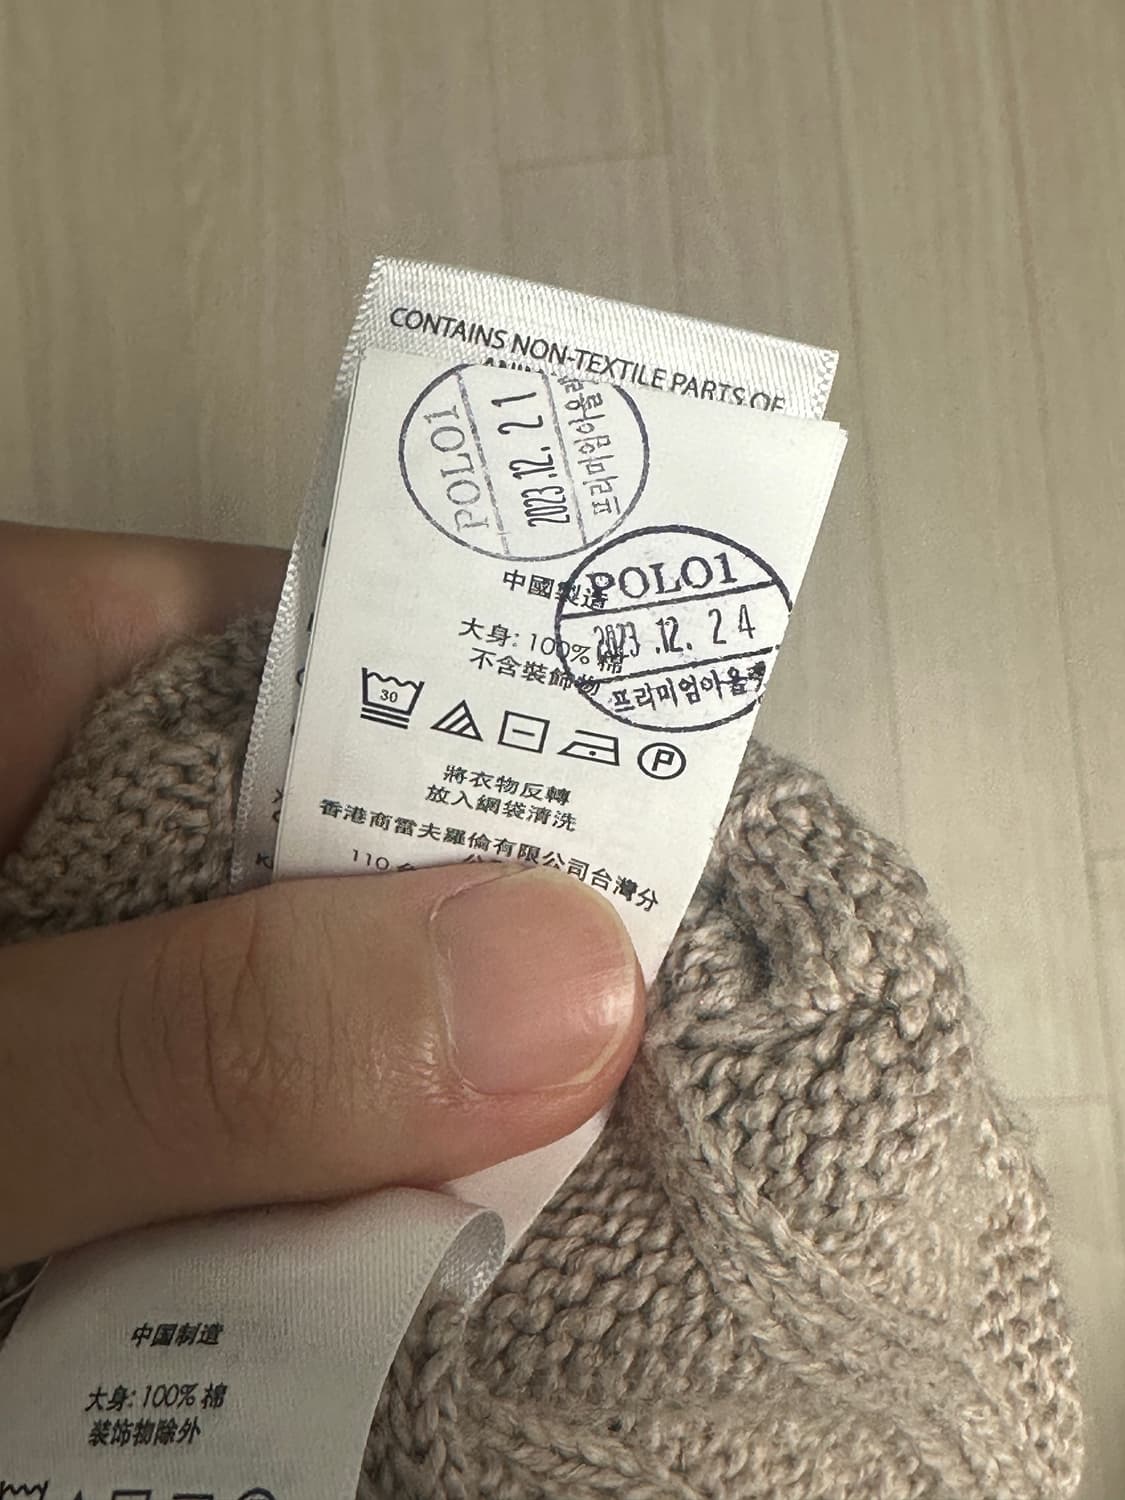 CONTAINS NON-TEXTILE PARTS OF
POLO1
2023.12.21
프리미엄아울렛
中國製造
POLO1
2023.12.24
프리미엄아울렛
大身: 100% 棉
不含裝飾物
30
P
將衣物反轉
放入網袋清洗
香港商雷夫羅倫有限公司台灣分
110
中国制造
大身: 100% 棉
装饰物除外